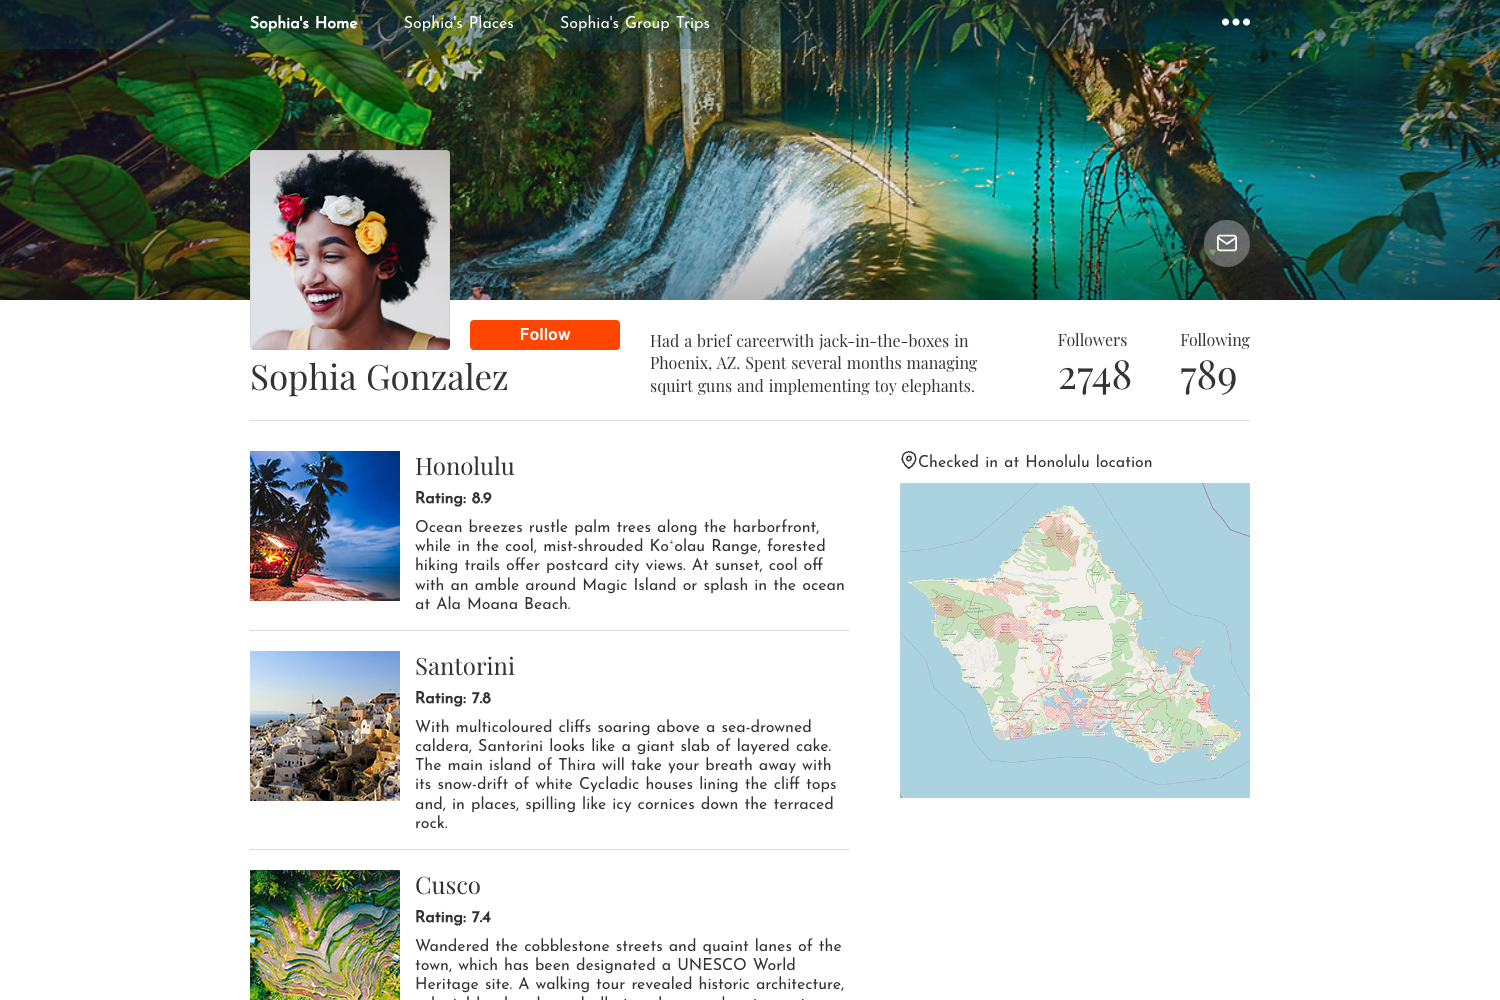 Sophia's Home
Sophia's Places
Sophia's Group Trips
Follow
Sophia Gonzalez
Had a brief careerwith jack-in-the-boxes in
Phoenix, AZ. Spent several months managing
squirt guns and implementing toy elephants.
Followers
2748
Following
789
Honolulu
Rating: 8.9
Ocean breezes rustle palm trees along the harborfront,
while in the cool, mist-shrouded Koʻolau Range, forested
hiking trails offer postcard city views. At sunset, cool off
with an amble around Magic Island or splash in the ocean
at Ala Moana Beach.
Santorini
Rating: 7.8
With multicoloured cliffs soaring above a sea-drowned
caldera, Santorini looks like a giant slab of layered cake.
The main island of Thira will take your breath away with
its snow-drift of white Cycladic houses lining the cliff tops
and, in places, spilling like icy cornices down the terraced
rock.
Cusco
Rating: 7.4
Wandered the cobblestone streets and quaint lanes of the
town, which has been designated a UNESCO World
Heritage site. A walking tour revealed historic architecture,
Checked in at Honolulu location